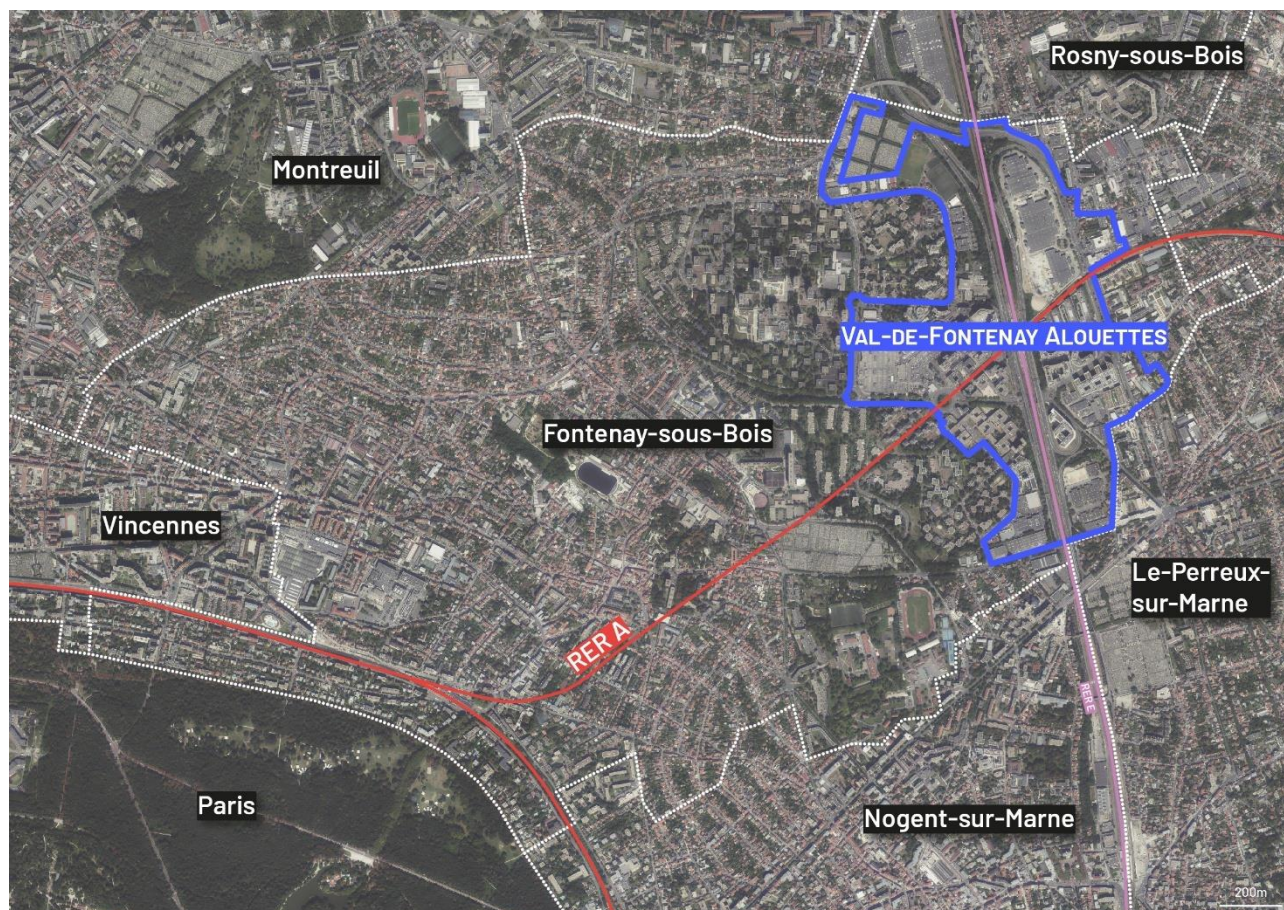 Rosny-sous-Bois
Montreuil
VAL-DE-FONTENAY ALOUETTES
Fontenay-sous-Bois
Vincennes
Le-Perreux-
sur-Marne
RER A
RER E
Paris
Nogent-sur-Marne
200m